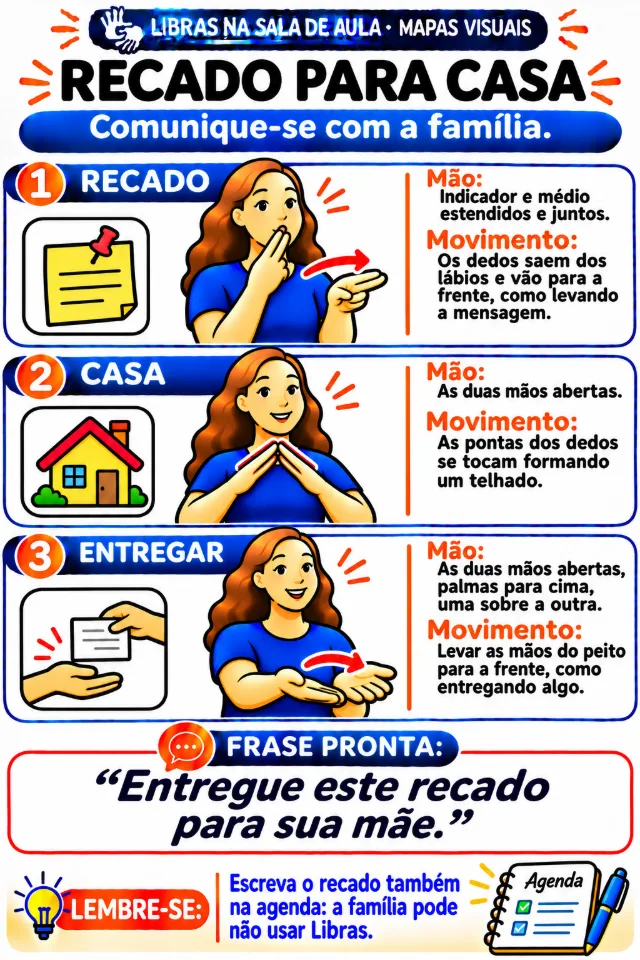 LIBRAS NA SALA DE AULA • MAPAS VISUAIS
RECADO PARA CASA
Comunique-se com a família.
1 RECADO
Mão:
Indicador e médio
estendidos e juntos.
Movimento:
Os dedos saem dos
lábios e vão para a
frente, como levando
a mensagem.
2 CASA
Mão:
As duas mãos abertas.
Movimento:
As pontas dos dedos
se tocam formando
um telhado.
3 ENTREGAR
Mão:
As duas mãos abertas,
palmas para cima,
uma sobre a outra.
Movimento:
Levar as mãos do peito
para a frente, como
entregando algo.
FRASE PRONTA:
“Entregue este recado
para sua mãe.”
LEMBRE-SE:
Escreva o recado também
na agenda: a família pode
não usar Libras.
Agenda